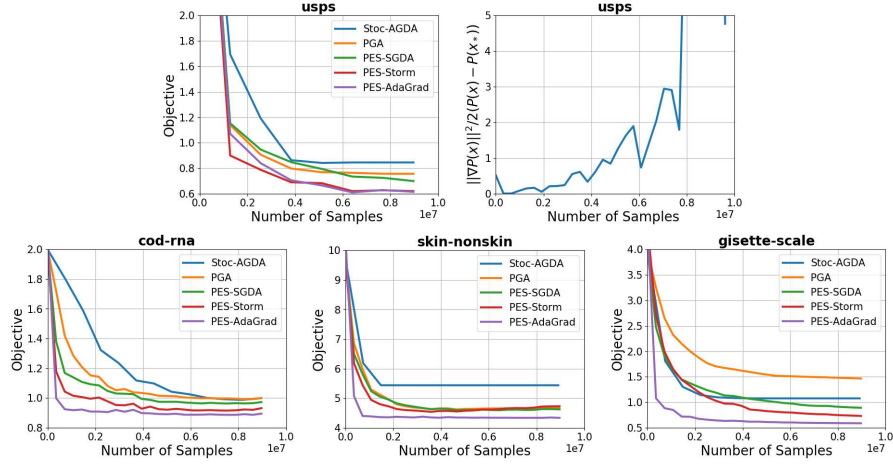 usps
2.0
1.8
1.6
1.4
1.2
1.0
0.8
0.6
Objective
Stoc-AGDA
PGA
PES-SGDA
PES-Storm
PES-AdaGrad
0.0 0.2 0.4 0.6 0.8 1.0
Number of Samples
1e7
usps
5
4
3
2
1
0
||∇P(x)||²/2(P(x) − P(x*))
0.0 0.2 0.4 0.6 0.8 1.0
Number of Samples
1e7
cod-rna
2.0
1.8
1.6
1.4
1.2
1.0
0.8
Objective
Stoc-AGDA
PGA
PES-SGDA
PES-Storm
PES-AdaGrad
0.0 0.2 0.4 0.6 0.8 1.0
Number of Samples
1e7
skin-nonskin
10
9
8
7
6
5
4
Objective
Stoc-AGDA
PGA
PES-SGDA
PES-Storm
PES-AdaGrad
0.0 0.2 0.4 0.6 0.8 1.0
Number of Samples
1e7
gisette-scale
4.0
3.5
3.0
2.5
2.0
1.5
1.0
0.5
Objective
Stoc-AGDA
PGA
PES-SGDA
PES-Storm
PES-AdaGrad
0.0 0.2 0.4 0.6 0.8 1.0
Number of Samples
1e7